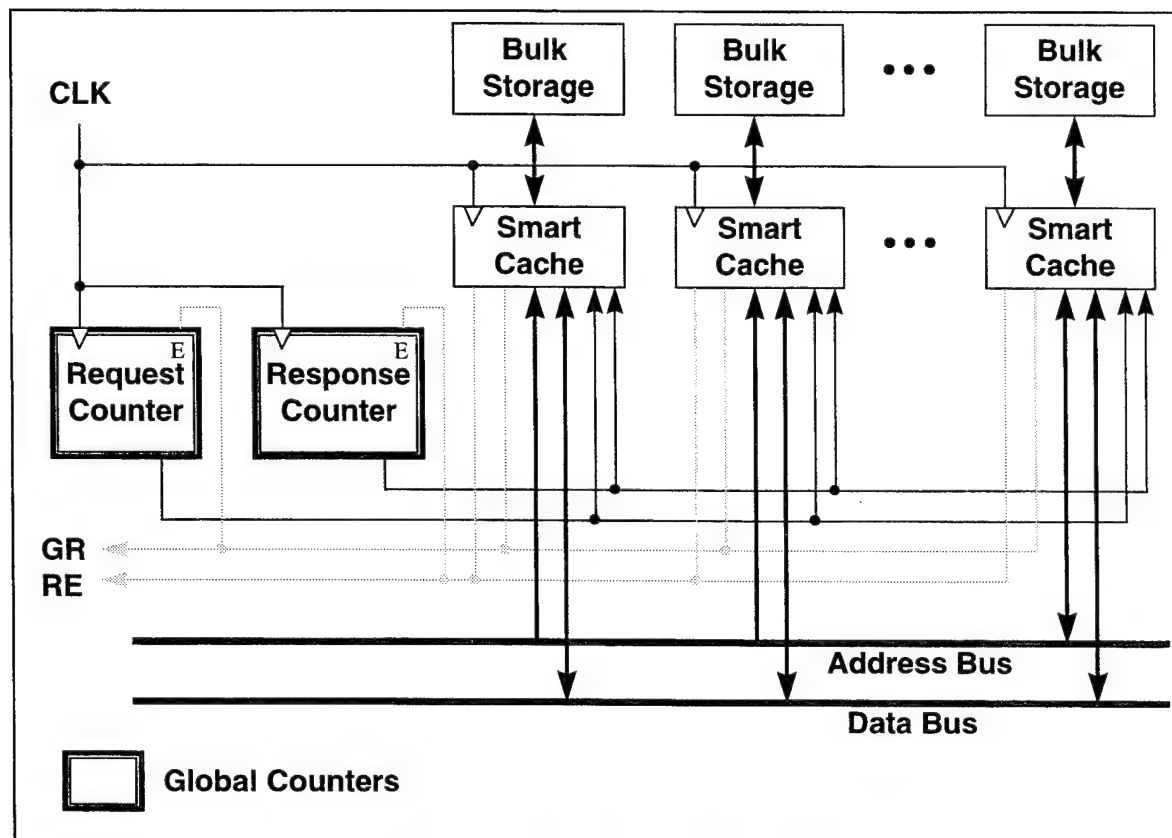 Bulk
Storage
Bulk
Storage
•••
Bulk
Storage
CLK
Smart
Cache
Smart
Cache
•••
Smart
Cache
E
Request
Counter
E
Response
Counter
GR
RE
Address Bus
Data Bus
Global Counters